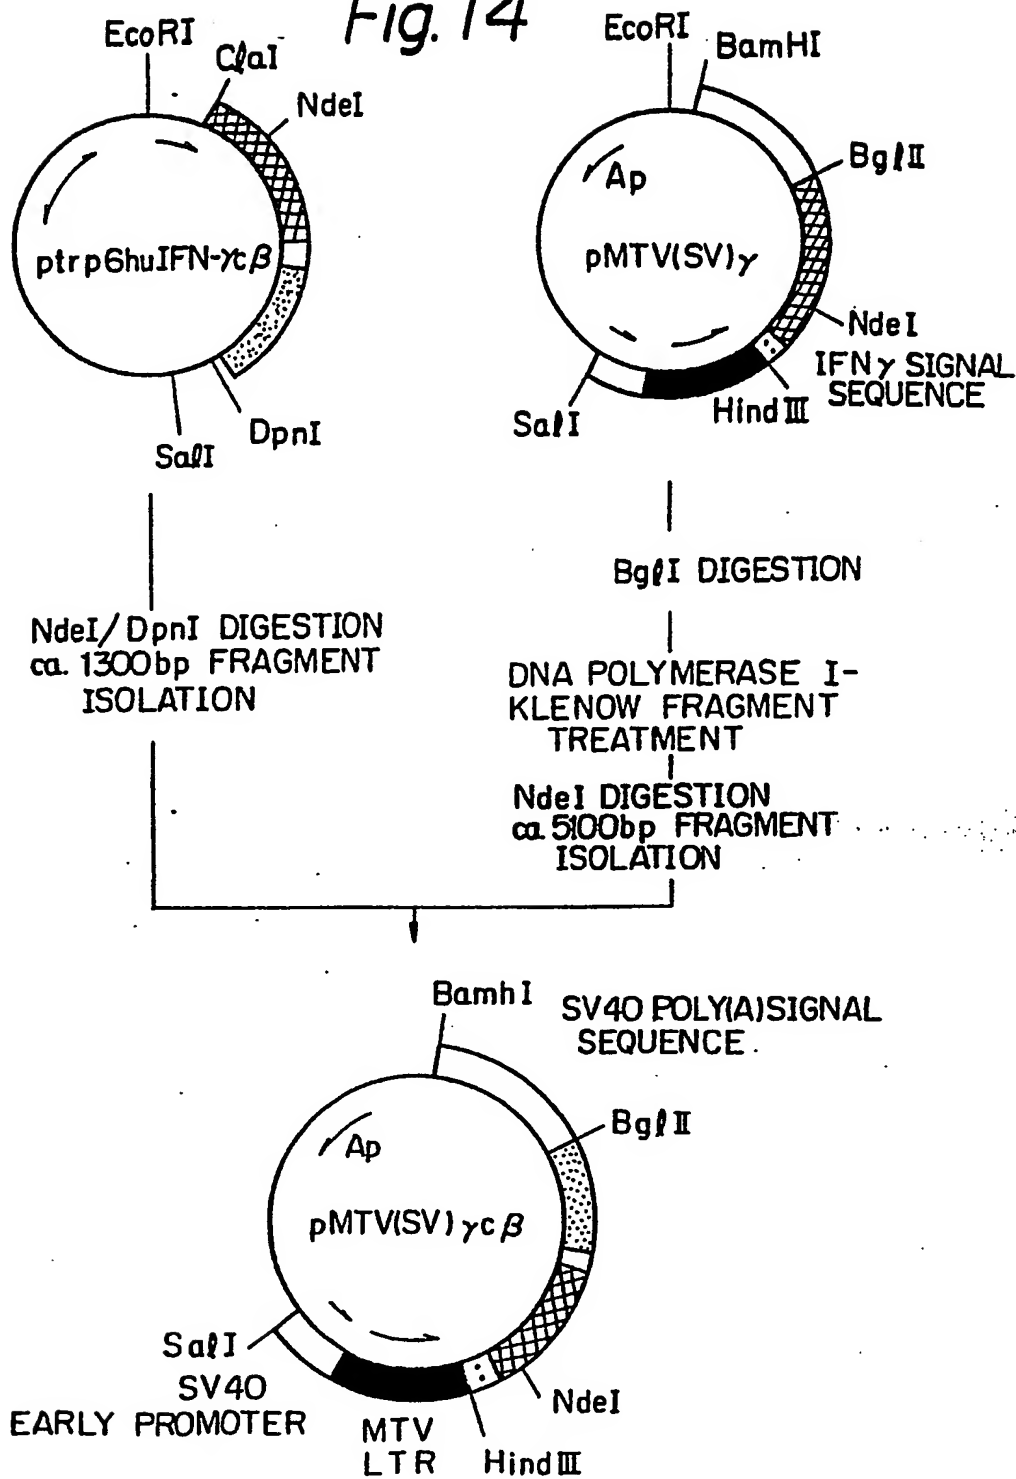 Fig. 14
EcoRI
ClaI
NdeI
ptrp6huIFN-γcβ
DpnI
SalI
EcoRI
BamHI
BglII
Ap
pMTV(SV)γ
NdeI
IFNγ SIGNAL
SEQUENCE
HindIII
SalI
NdeI/DpnI DIGESTION
ca. 1300bp FRAGMENT
ISOLATION
BglI DIGESTION
DNA POLYMERASE I-
KLENOW FRAGMENT
TREATMENT
NdeI DIGESTION
ca. 5100bp FRAGMENT
ISOLATION
BamhI
SV40 POLY(A)SIGNAL
SEQUENCE.
BglII
Ap
pMTV(SV)γcβ
SalI
SV40
EARLY PROMOTER
MTV
LTR
HindIII
NdeI